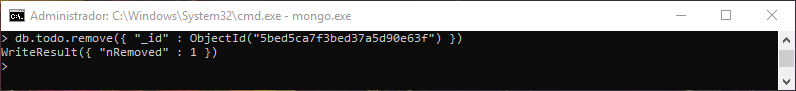 Administrador: C:\Windows\System32\cmd.exe - mongo.exe
> db.todo.remove({ "_id" : ObjectId("5bed5ca7f3bed37a5d90e63f") })
WriteResult({ "nRemoved" : 1 })
>